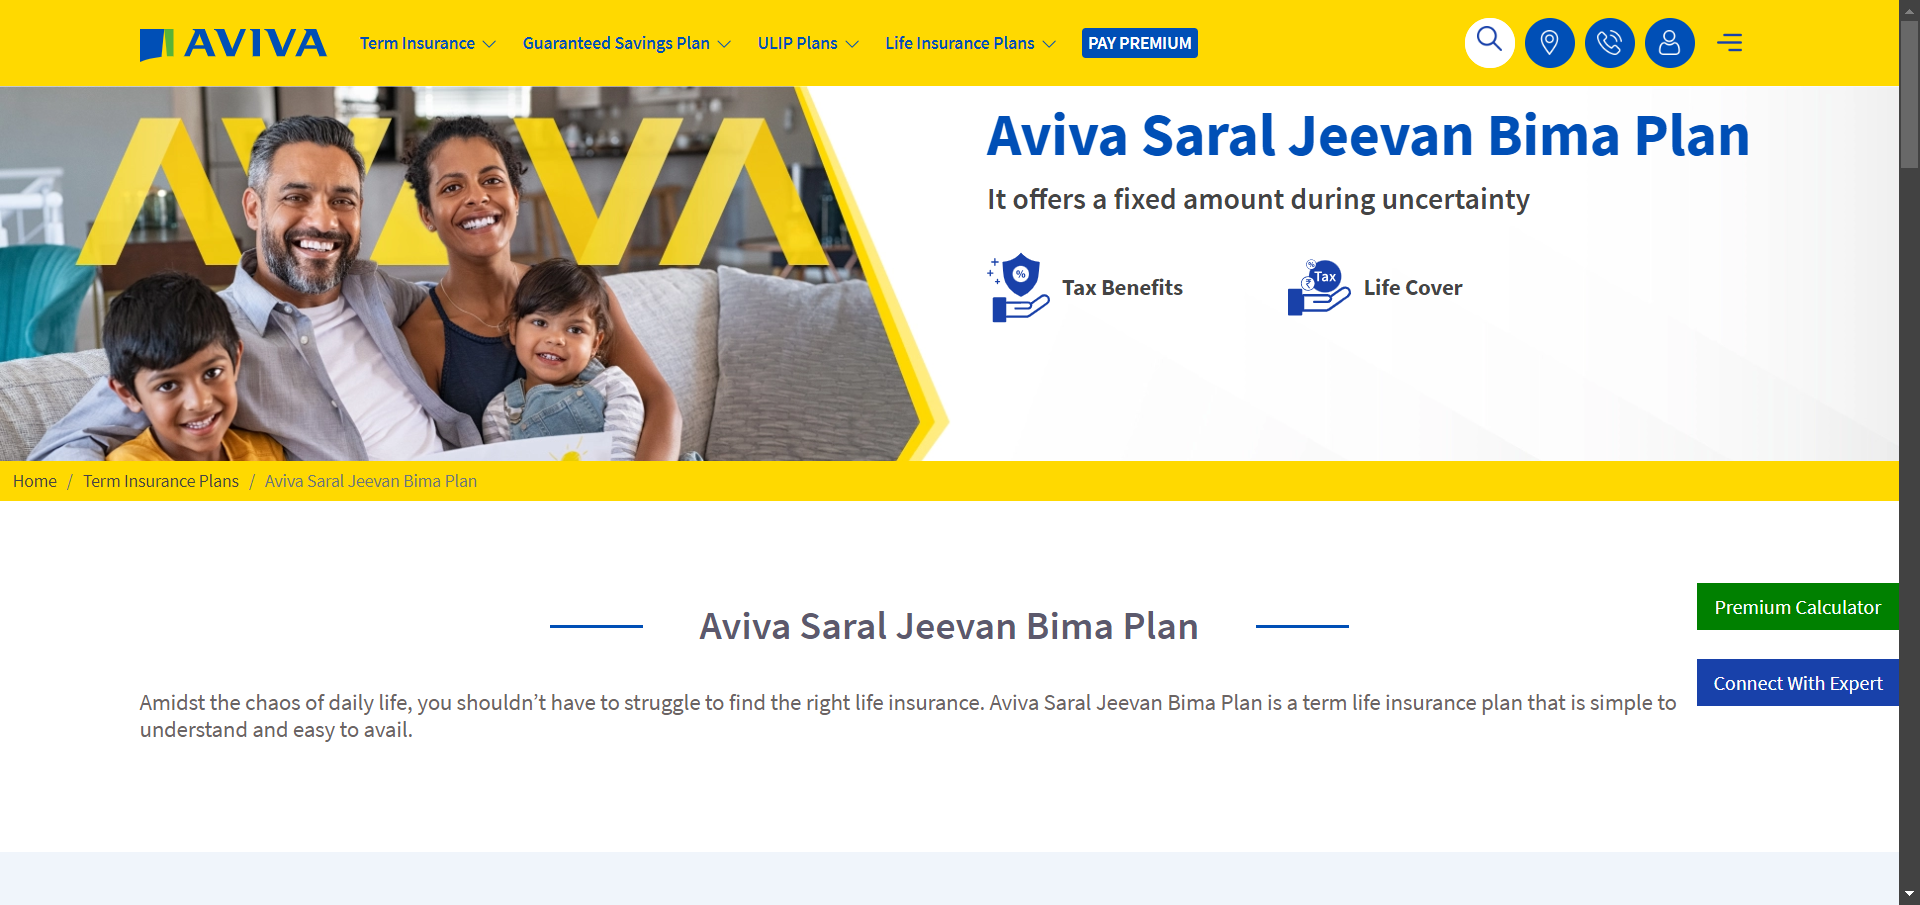 AVIVA Term Insurance Guaranteed Savings Plan ULIP Plans Life Insurance Plans PAY PREMIUM
AVIVA
Aviva Saral Jeevan Bima Plan
It offers a fixed amount during uncertainty
% Tax Benefits
% Tax ₹ Life Cover
Home / Term Insurance Plans / Aviva Saral Jeevan Bima Plan
Premium Calculator
Aviva Saral Jeevan Bima Plan
Connect With Expert
Amidst the chaos of daily life, you shouldn’t have to struggle to find the right life insurance. Aviva Saral Jeevan Bima Plan is a term life insurance plan that is simple to
understand and easy to avail.